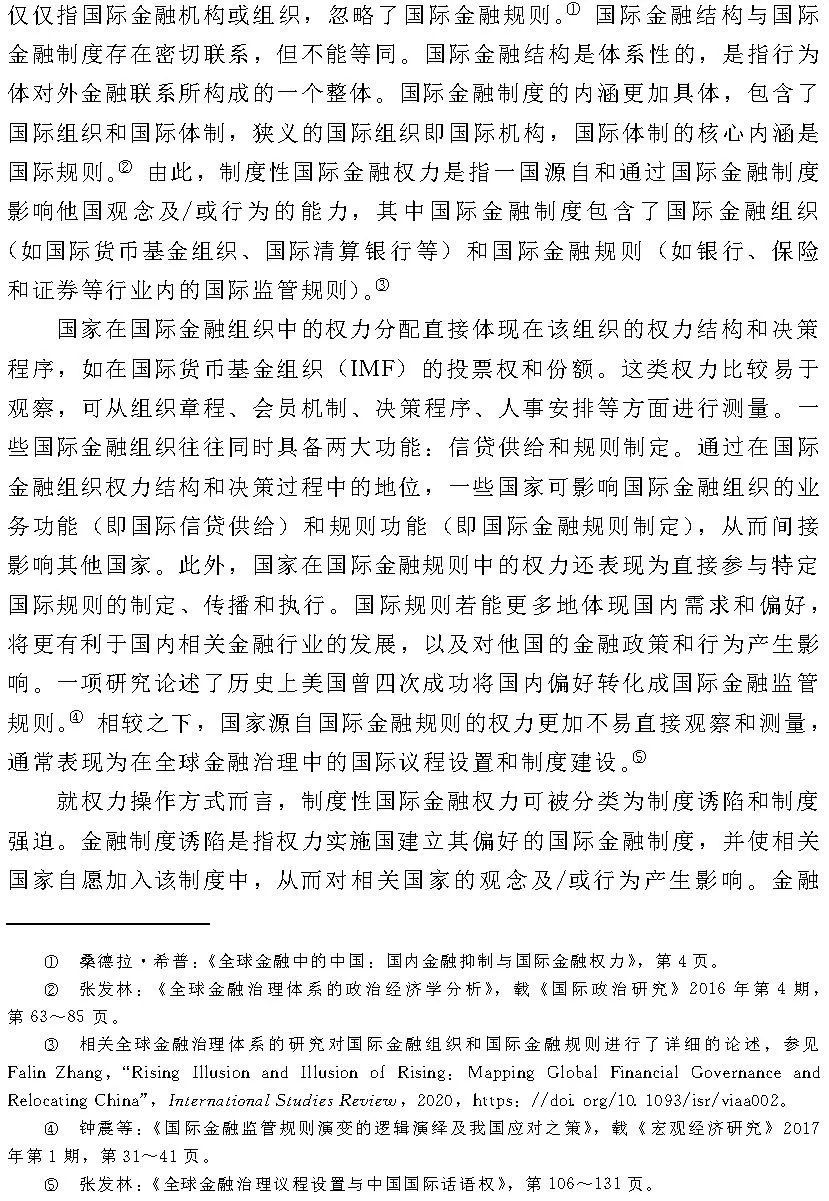 仅仅指国际金融机构或组织，忽略了国际金融规则。① 国际金融结构与国际
金融制度存在密切联系，但不能等同。国际金融结构是体系性的，是指行为
体对外金融联系所构成的一个整体。国际金融制度的内涵更加具体，包含了
国际组织和国际体制，狭义的国际组织即国际机构，国际体制的核心内涵是
国际规则。② 由此，制度性国际金融权力是指一国源自和通过国际金融制度
影响他国观念及/或行为的能力，其中国际金融制度包含了国际金融组织
（如国际货币基金组织、国际清算银行等）和国际金融规则（如银行、保险
和证券等行业内的国际监管规则）。③
国家在国际金融组织中的权力分配直接体现在该组织的权力结构和决策
程序，如在国际货币基金组织（IMF）的投票权和份额。这类权力比较易于
观察，可从组织章程、会员机制、决策程序、人事安排等方面进行测量。一
些国际金融组织往往同时具备两大功能：信贷供给和规则制定。通过在国际
金融组织权力结构和决策过程中的地位，一些国家可影响国际金融组织的业
务功能（即国际信贷供给）和规则功能（即国际金融规则制定），从而间接
影响其他国家。此外，国家在国际金融规则中的权力还表现为直接参与特定
国际规则的制定、传播和执行。国际规则若能更多地体现国内需求和偏好，
将更有利于国内相关金融行业的发展，以及对他国的金融政策和行为产生影
响。一项研究论述了历史上美国曾四次成功将国内偏好转化成国际金融监管
规则。④ 相较之下，国家源自国际金融规则的权力更加不易直接观察和测量，
通常表现为在全球金融治理中的国际议程设置和制度建设。⑤
就权力操作方式而言，制度性国际金融权力可被分类为制度诱陷和制度
强迫。金融制度诱陷是指权力实施国建立其偏好的国际金融制度，并使相关
国家自愿加入该制度中，从而对相关国家的观念及/或行为产生影响。金融
① 桑德拉·希普：《全球金融中的中国：国内金融抑制与国际金融权力》，第 4 页。
② 张发林：《全球金融治理体系的政治经济学分析》，载《国际政治研究》2016 年第 4 期，
第 63～85 页。
③ 相关全球金融治理体系的研究对国际金融组织和国际金融规则进行了详细的论述，参见
Falin Zhang，“Rising Illusion and Illusion of Rising：Mapping Global Financial Governance and
Relocating China”，International Studies Review，2020，https：//doi. org/10. 1093/isr/viaa002。
④ 钟震等：《国际金融监管规则演变的逻辑演绎及我国应对之策》，载《宏观经济研究》2017
年第 1 期，第 31～41 页。
⑤ 张发林：《全球金融治理议程设置与中国国际话语权》，第 106～131 页。